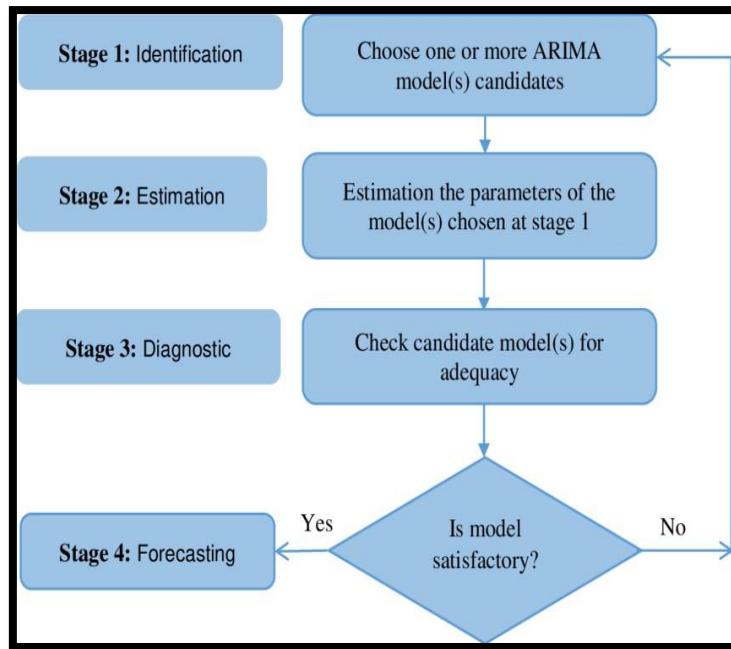 Stage 1: Identification
Choose one or more ARIMA
model(s) candidates
Stage 2: Estimation
Estimation the parameters of the
model(s) chosen at stage 1
Stage 3: Diagnostic
Check candidate model(s) for
adequacy
Stage 4: Forecasting
Yes
Is model
satisfactory?
No